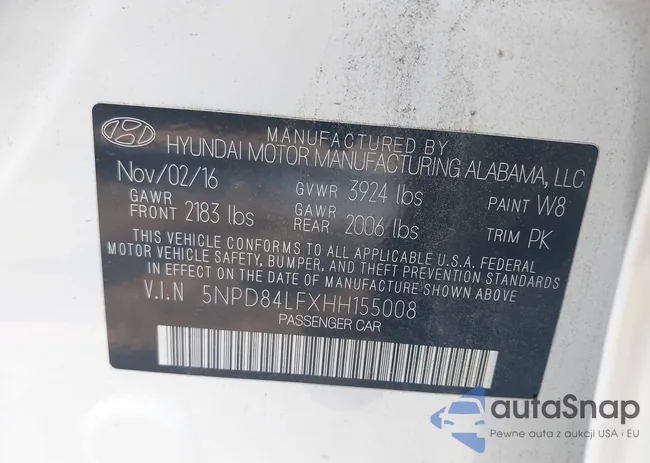 MANUFACTURED BY
HYUNDAI MOTOR MANUFACTURING ALABAMA, LLC
Nov/02/16 GVWR 3924 lbs PAINT W8
GAWR FRONT 2183 lbs GAWR REAR 2006 lbs TRIM PK
THIS VEHICLE CONFORMS TO ALL APPLICABLE U.S.A. FEDERAL
MOTOR VEHICLE SAFETY, BUMPER, AND THEFT PREVENTION STANDARDS
IN EFFECT ON THE DATE OF MANUFACTURE SHOWN ABOVE.
V.I.N 5NPD84LFXHH155008
PASSENGER CAR
autaSnap
Pewne auta z aukcji USA i EU